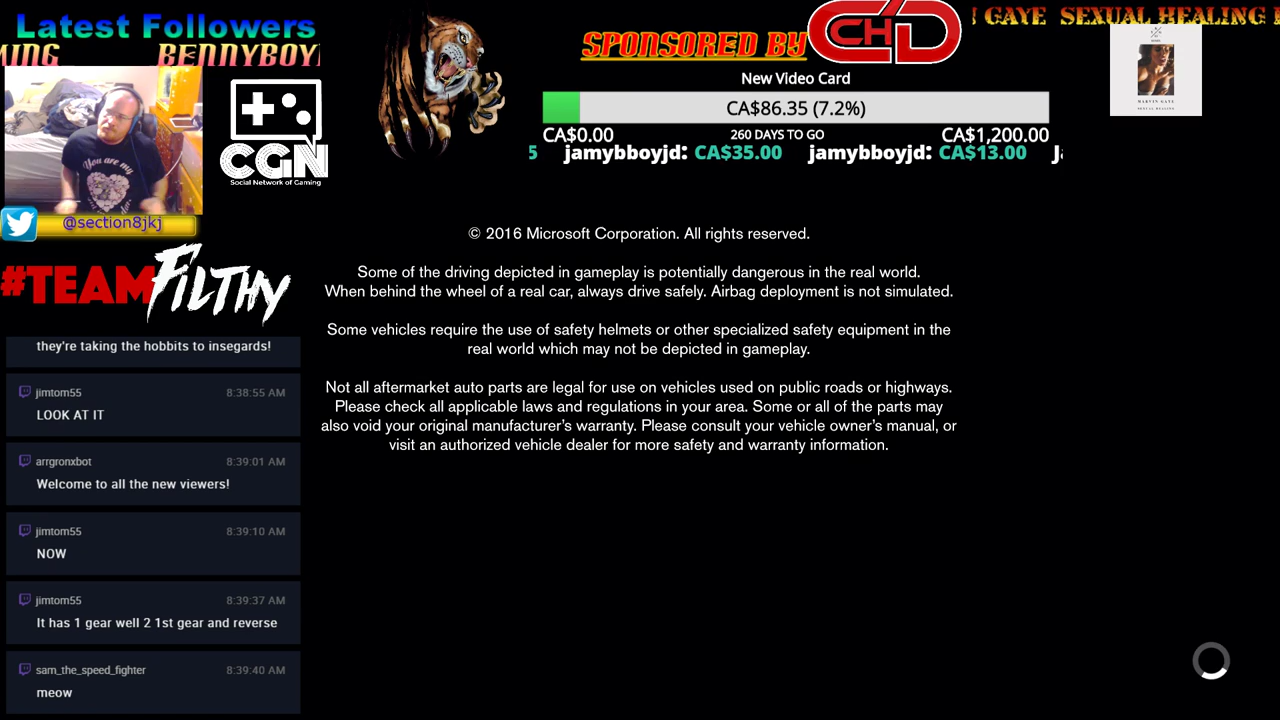 Latest Followers
MING BENNYBOY
SPONSORED BY
CHD
GAYE SEXUAL HEALING
MARVIN GAYE
SEXUAL HEALING
New Video Card
CA$86.35 (7.2%)
CA$0.00 260 DAYS TO GO CA$1,200.00
5 jamybboyjd: CA$35.00 jamybboyjd: CA$13.00
You are my
CGN
Social Network of Gaming
@section8jkj
#TEAMFILTHY
© 2016 Microsoft Corporation. All rights reserved.
Some of the driving depicted in gameplay is potentially dangerous in the real world.
When behind the wheel of a real car, always drive safely. Airbag deployment is not simulated.
Some vehicles require the use of safety helmets or other specialized safety equipment in the
real world which may not be depicted in gameplay.
Not all aftermarket auto parts are legal for use on vehicles used on public roads or highways.
Please check all applicable laws and regulations in your area. Some or all of the parts may
also void your original manufacturer's warranty. Please consult your vehicle owner's manual, or
visit an authorized vehicle dealer for more safety and warranty information.
they're taking the hobbits to insegards!
jimtom55 8:38:55 AM
LOOK AT IT
arrgronxbot 8:39:01 AM
Welcome to all the new viewers!
jimtom55 8:39:10 AM
NOW
jimtom55 8:39:37 AM
It has 1 gear well 2 1st gear and reverse
sam_the_speed_fighter 8:39:40 AM
meow